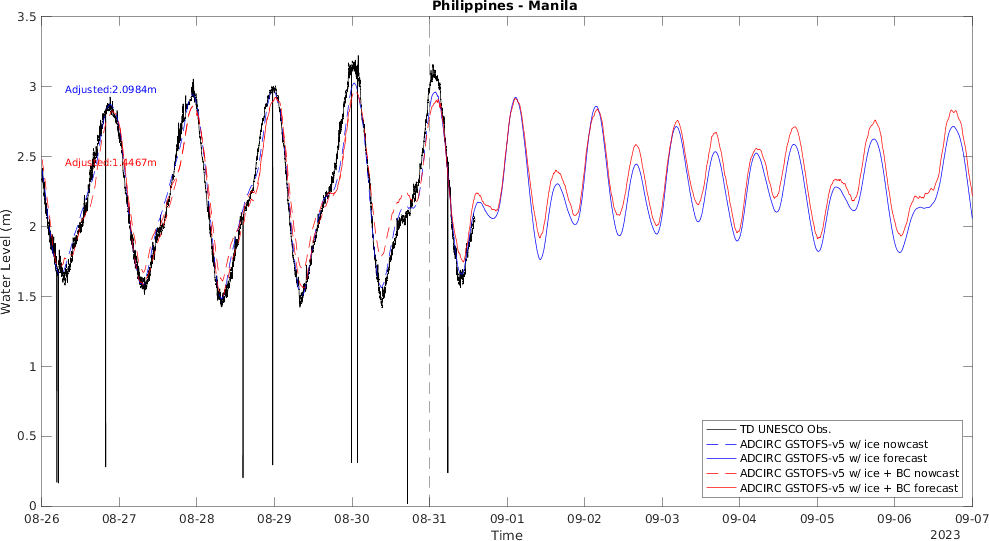 Philippines - Manila
3.5
3
2.5
2
1.5
1
0.5
0
Water Level (m)
Adjusted:2.0984m
Adjusted:1.4467m
TD UNESCO Obs.
ADCIRC GSTOFS-v5 w/ ice nowcast
ADCIRC GSTOFS-v5 w/ ice forecast
ADCIRC GSTOFS-v5 w/ ice + BC nowcast
ADCIRC GSTOFS-v5 w/ ice + BC forecast
08-26 08-27 08-28 08-29 08-30 08-31 09-01 09-02 09-03 09-04 09-05 09-06 09-07
Time
2023